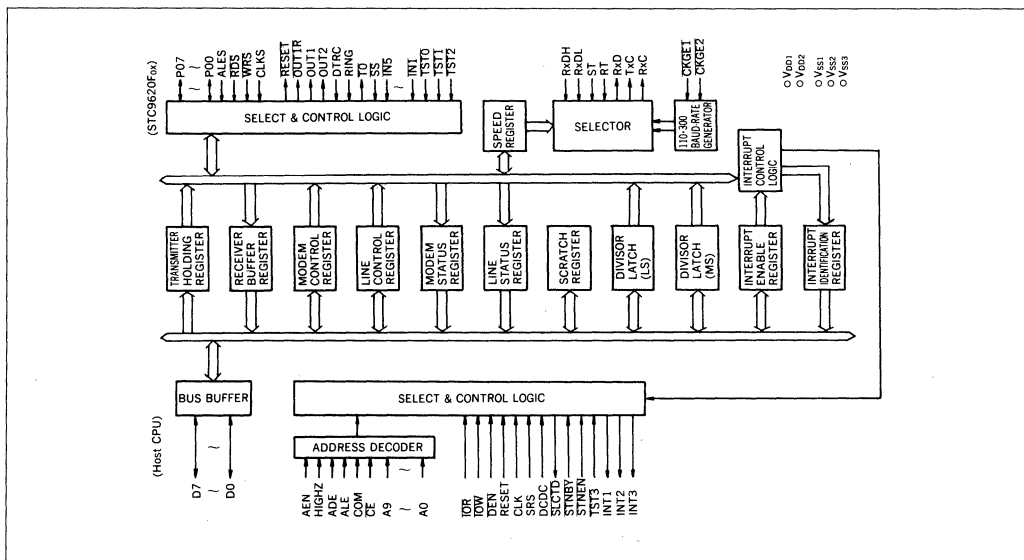 (STC9620Fox)
P07
~
P00
ALES
RDS
WRS
CLKS
RESET
OUT1R
OUT1
OUT2
DTRC
RING
T0
SS
IN5
~
IN1
TST0
TST1
TST2
SELECT & CONTROL LOGIC
RxDH
RxDL
ST
RT
RxD
TxC
RxC
CKGE1
CKGE2
SPEED
REGISTER
SELECTOR
110-300
BAUD-RATE
GENERATOR
VDD1
VDD2
VSS1
VSS2
VSS3
INTERRUPT
CONTROL
LOGIC
TRANSMITTER
HOLDING
REGISTER
RECEIVER
BUFFER
REGISTER
MODEM
CONTROL
REGISTER
LINE
CONTROL
REGISTER
MODEM
STATUS
REGISTER
LINE
STATUS
REGISTER
SCRATCH
REGISTER
DIVISOR
LATCH
(LS)
DIVISOR
LATCH
(MS)
INTERRUPT
ENABLE
REGISTER
INTERRUPT
IDENTIFICATION
REGISTER
BUS BUFFER
SELECT & CONTROL LOGIC
ADDRESS DECODER
(Host CPU)
D7
~
D0
AEN
HIGHZ
ADE
ALE
COM
CE
A9
~
A0
IOR
IOW
DEN
RESET
CLK
SRS
DCDC
SLCTD
STNBY
STNEN
TST3
INT1
INT2
INT3